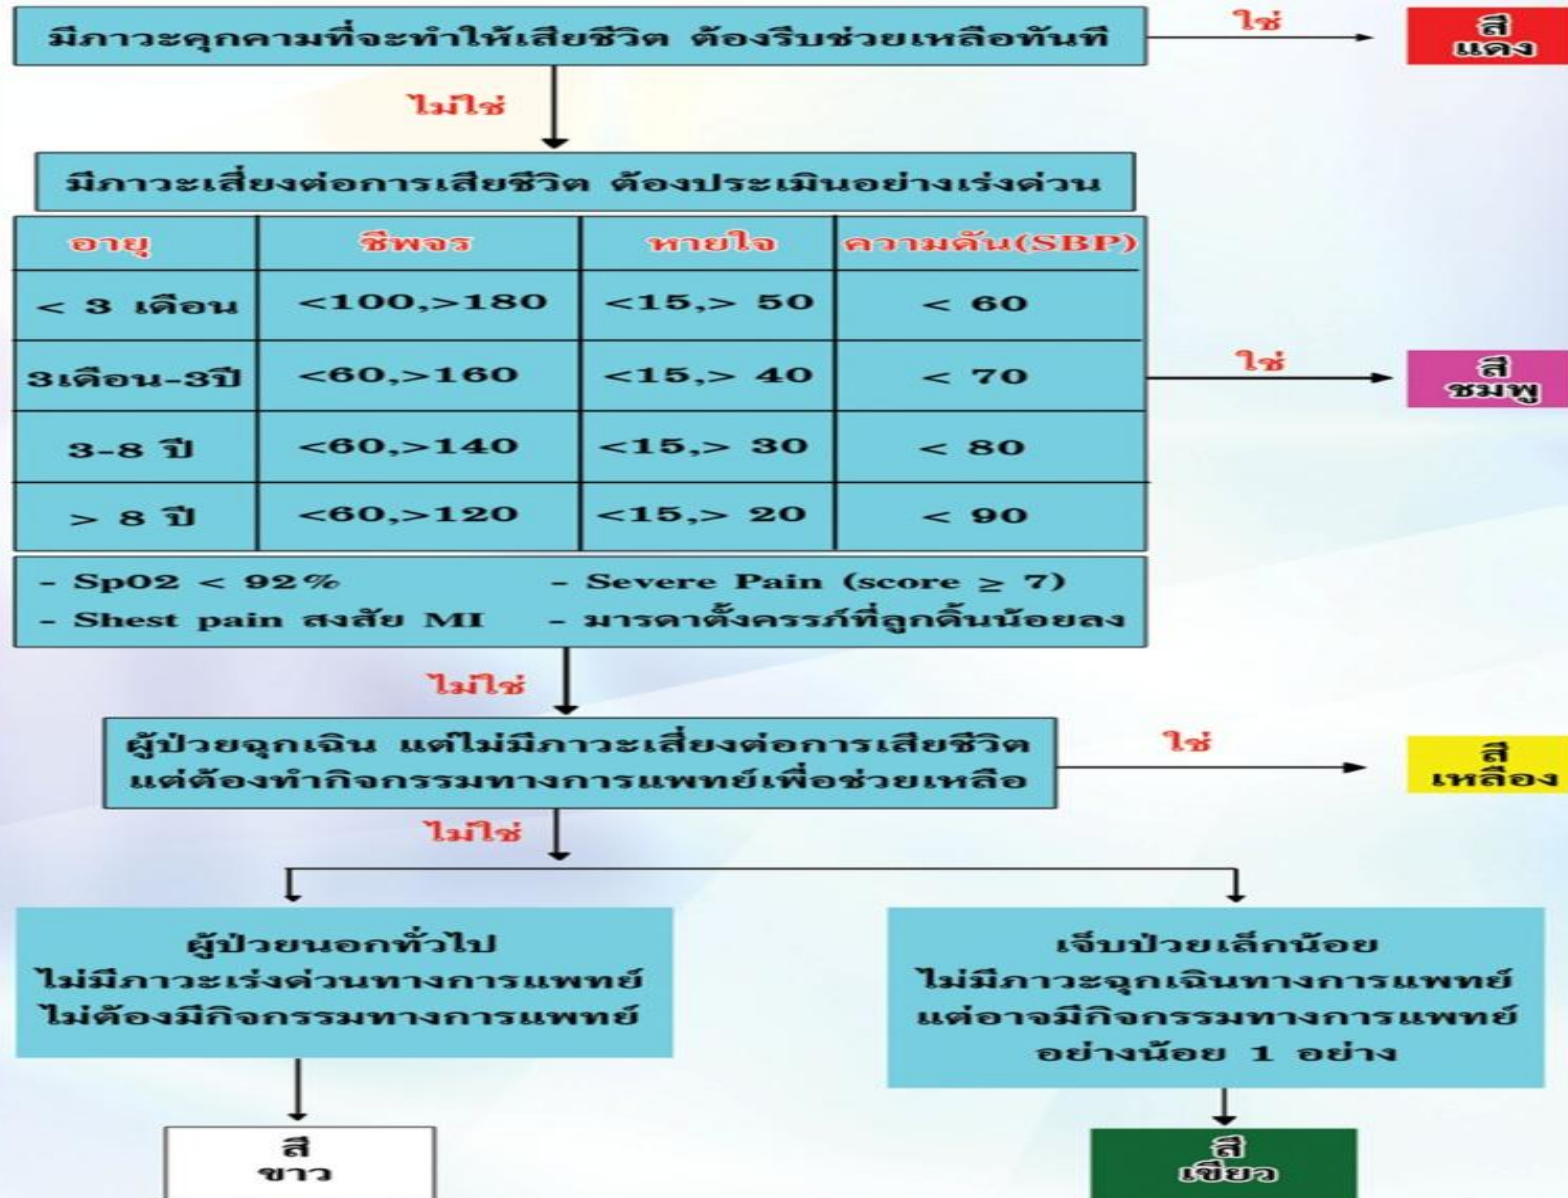 มีภาวะคุกคามที่จะทำให้เสียชีวิต ต้องรีบช่วยเหลือทันที
ใช่
สี
แดง
ไม่ใช่
มีภาวะเสี่ยงต่อการเสียชีวิต ต้องประเมินอย่างเร่งด่วน
อายุ ชีพจร หายใจ ความดัน(SBP)
< 3 เดือน <100,>180 <15,> 50 < 60
3เดือน-3ปี <60,>160 <15,> 40 < 70
3-8 ปี <60,>140 <15,> 30 < 80
> 8 ปี <60,>120 <15,> 20 < 90
ใช่
สี
ชมพู
- SpO2 < 92% - Severe Pain (score ≥ 7)
- Shest pain สงสัย MI - มารดาตั้งครรภ์ที่ลูกดิ้นน้อยลง
ไม่ใช่
ผู้ป่วยฉุกเฉิน แต่ไม่มีภาวะเสี่ยงต่อการเสียชีวิต
แต่ต้องทำกิจกรรมทางการแพทย์เพื่อช่วยเหลือ
ใช่
สี
เหลือง
ไม่ใช่
ผู้ป่วยนอกทั่วไป
ไม่มีภาวะเร่งด่วนทางการแพทย์
ไม่ต้องมีกิจกรรมทางการแพทย์
สี
ขาว
เจ็บป่วยเล็กน้อย
ไม่มีภาวะฉุกเฉินทางการแพทย์
แต่อาจมีกิจกรรมทางการแพทย์
อย่างน้อย 1 อย่าง
สี
เขียว